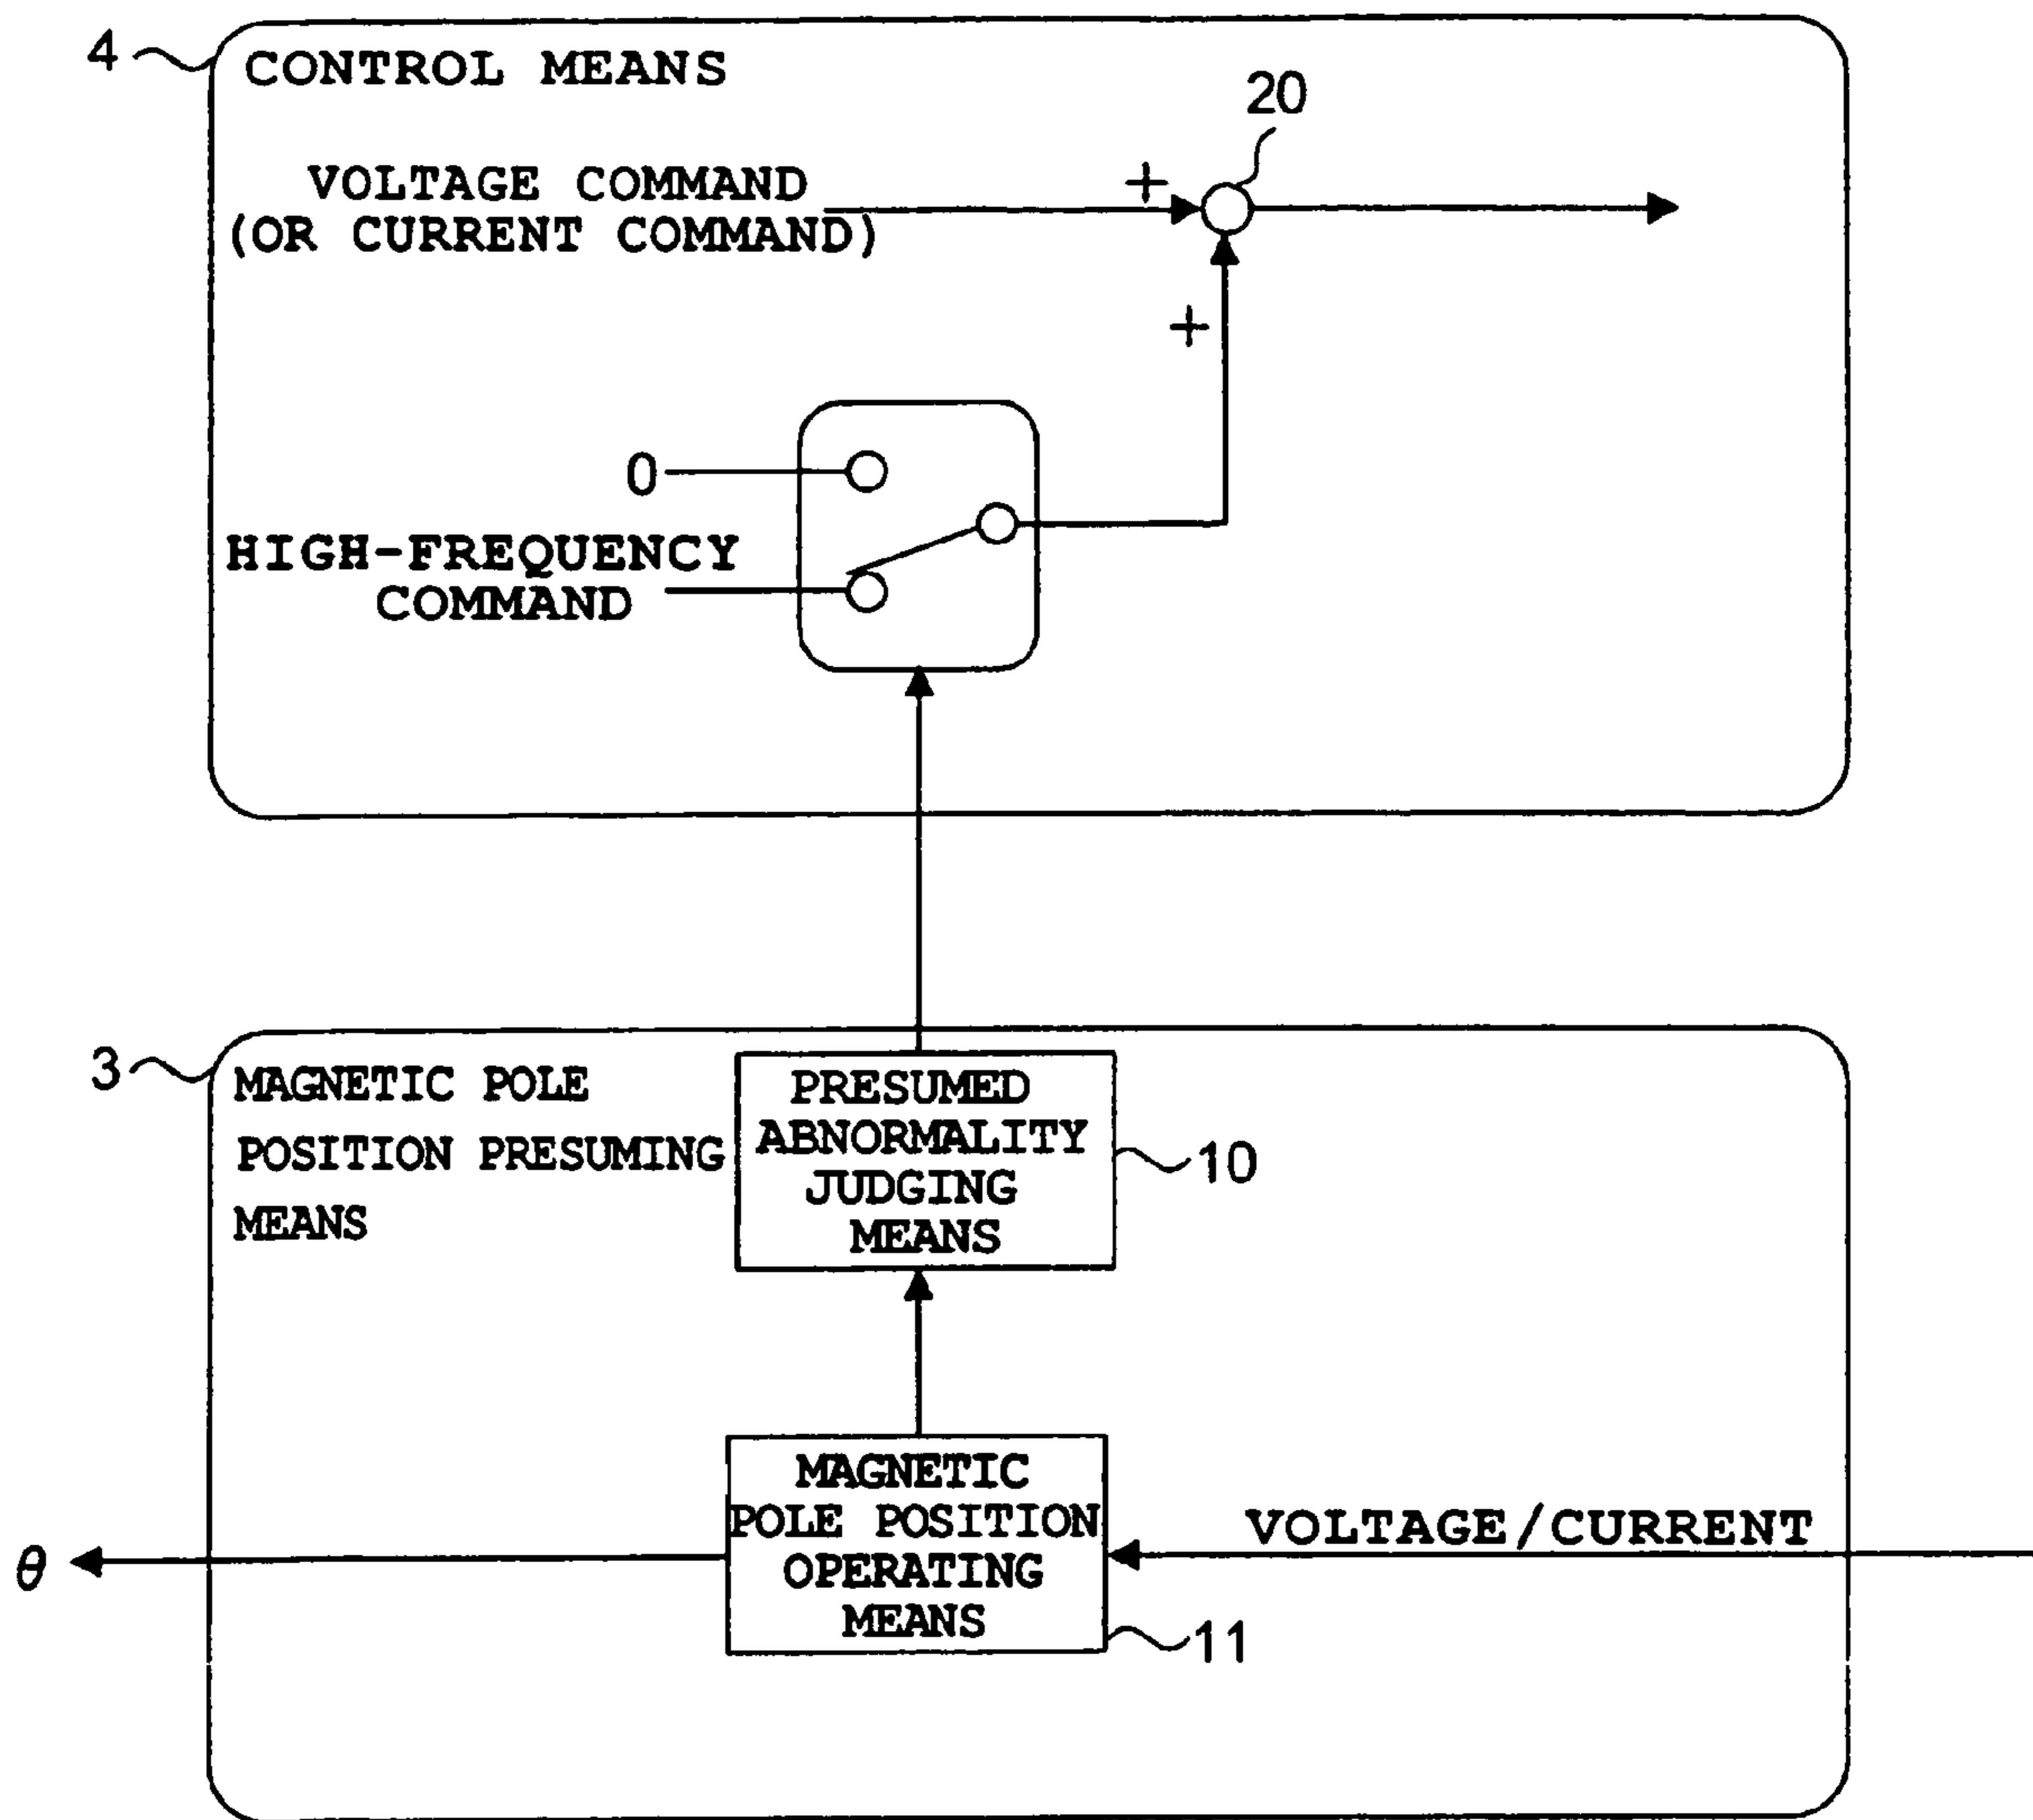 4
CONTROL MEANS
20
VOLTAGE COMMAND
(OR CURRENT COMMAND)
+
+
0
HIGH-FREQUENCY
COMMAND
3
MAGNETIC POLE
POSITION PRESUMING
MEANS
PRESUMED
ABNORMALITY
JUDGING
MEANS
10
MAGNETIC
POLE POSITION
OPERATING
MEANS
11
VOLTAGE/CURRENT
θ